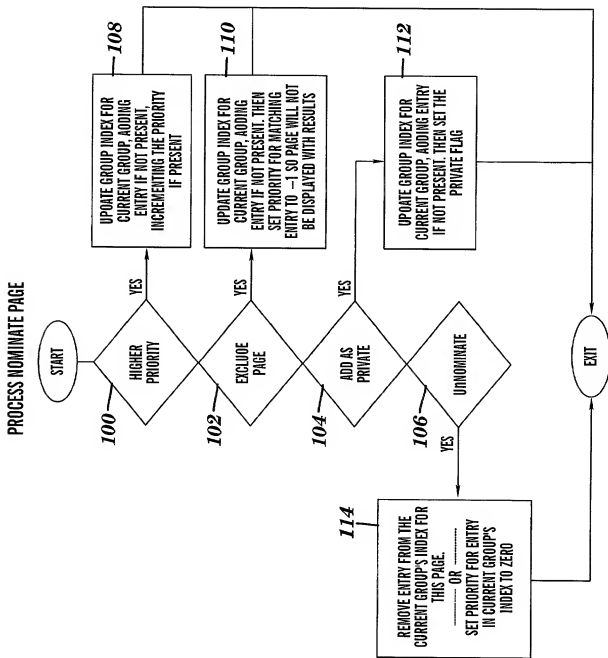 PROCESS NOMINATE PAGE
START
100
HIGHER
PRIORITY
YES
108
UPDATE GROUP INDEX FOR
CURRENT GROUP, ADDING
ENTRY IF NOT PRESENT,
INCREMENTING THE PRIORITY
IF PRESENT
102
EXCLUDE
PAGE
YES
110
UPDATE GROUP INDEX FOR
CURRENT ENTRY, ADDING
ENTRY IF NOT PRESENT. THEN
SET PRIORITY FOR MATCHING
ENTRY TO -1 SO PAGE WILL NOT
BE DISPLAYED WITH RESULTS
104
ADD AS
PRIVATE
YES
112
UPDATE GROUP INDEX FOR
CURRENT GROUP, ADDING ENTRY
IF NOT PRESENT. THEN SET THE
PRIVATE FLAG
106
UnNOMINATE
YES
114
REMOVE ENTRY FROM THE
CURRENT GROUP'S INDEX FOR
THIS PAGE.
OR
SET PRIORITY FOR ENTRY
IN CURRENT GROUP'S
INDEX TO ZERO
EXIT